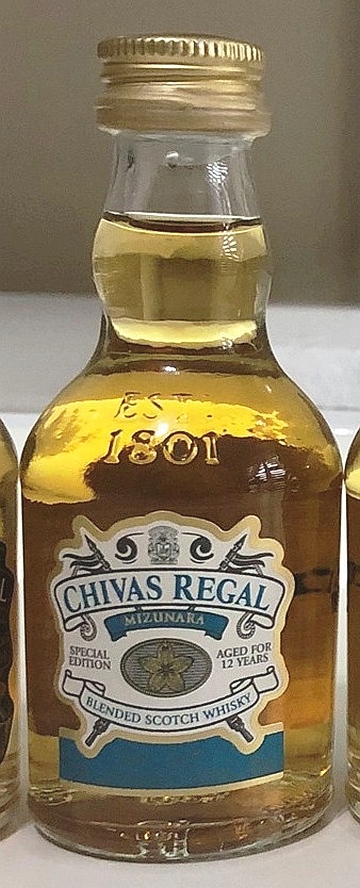 EST.
1801
CHIVAS REGAL
MIZUNARA
SPECIAL
EDITION
AGED FOR
12 YEARS
BLENDED SCOTCH WHISKY